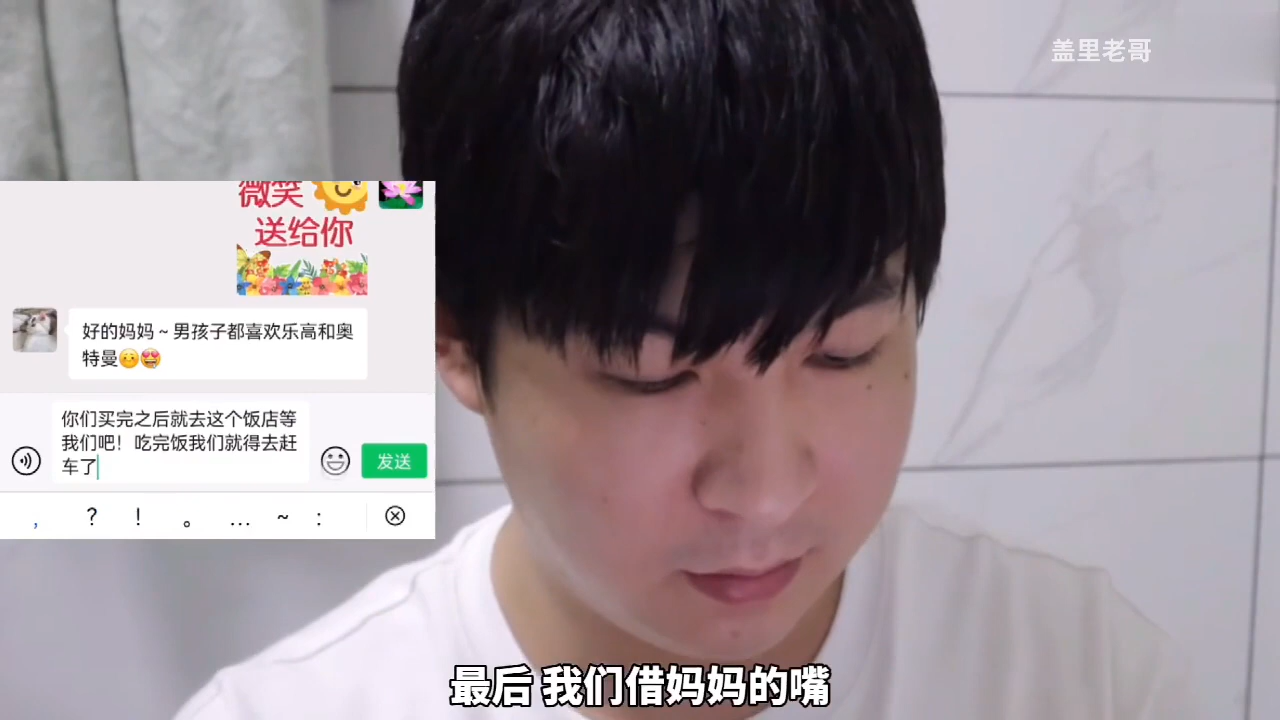 盖里老哥
微笑
送给你
好的妈妈~男孩子都喜欢乐高和奥
特曼
你们买完之后就去这个饭店等
我们吧！吃完饭我们就得去赶
车了
发送
, ? ! 。 ... ~ :
最后 我们借妈妈的嘴